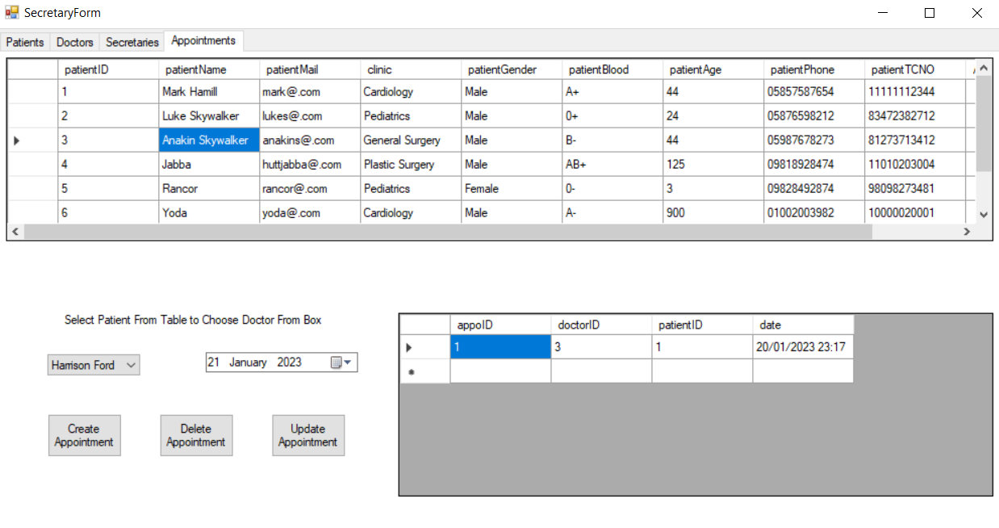 SecretaryForm
Patients Doctors Secretaries Appointments
patientID patientName patientMail clinic patientGender patientBlood patientAge patientPhone patientTCNO
1 Mark Hamill mark@.com Cardiology Male A+ 44 05857587654 11111112344
2 Luke Skywalker lukes@.com Pediatrics Male 0+ 24 05876598212 83472382712
3 Anakin Skywalker anakins@.com General Surgery Male B- 44 05987678273 81273713412
4 Jabba huttjabba@.com Plastic Surgery Male AB+ 125 09818928474 11010203004
5 Rancor rancor@.com Pediatrics Female 0- 3 09828492874 98098273481
6 Yoda yoda@.com Cardiology Male A- 900 01002003982 10000020001
Select Patient From Table to Choose Doctor From Box
Harrison Ford 21 January 2023
Create Appointment
Delete Appointment
Update Appointment
appoID doctorID patientID date
1 3 1 20/01/2023 23:17